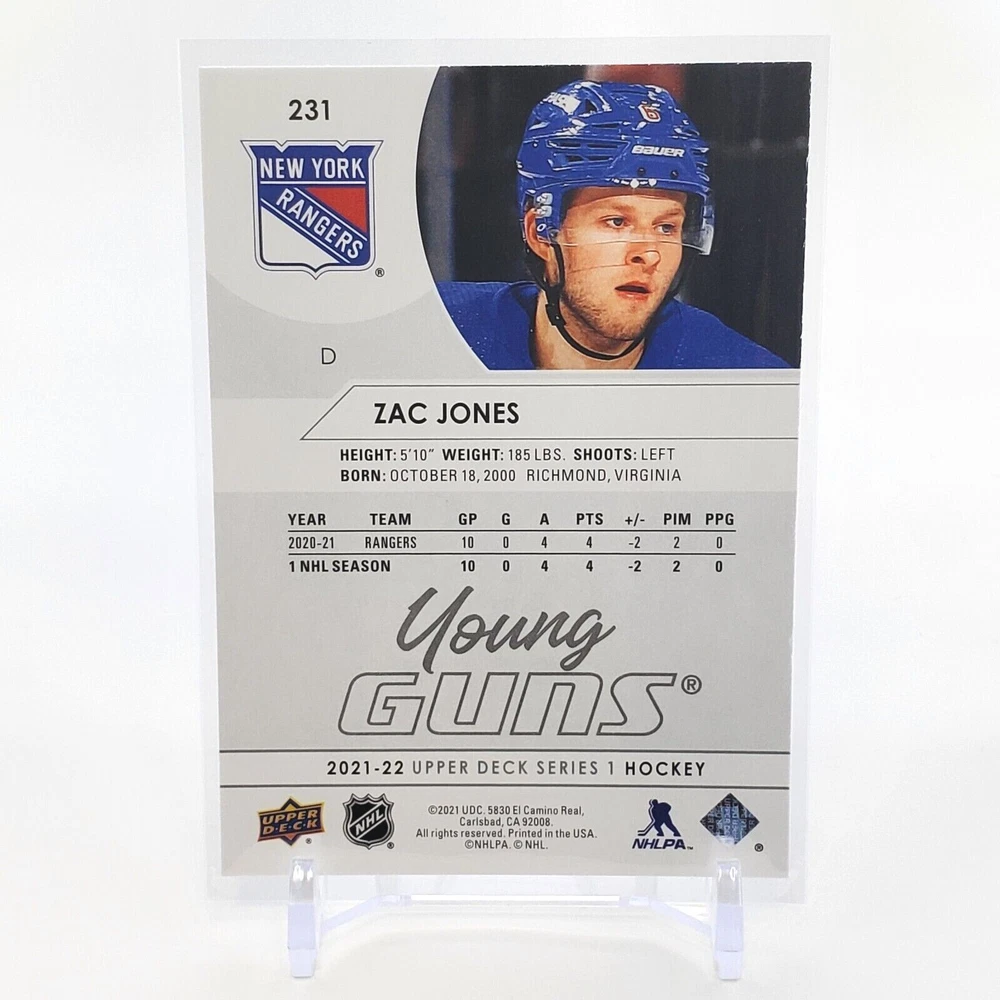 231
NEW YORK
RANGERS
®
6
BAUER
D
ZAC JONES
HEIGHT: 5'10" WEIGHT: 185 LBS. SHOOTS: LEFT
BORN: OCTOBER 18, 2000 RICHMOND, VIRGINIA
YEAR TEAM GP G A PTS +/- PIM PPG
2020-21 RANGERS 10 0 4 4 -2 2 0
1 NHL SEASON 10 0 4 4 -2 2 0
Young
GUNS®
2021-22 UPPER DECK SERIES 1 HOCKEY
UPPER
D·E·C·K
®
NHL
®
©2021 UDC. 5830 El Camino Real,
Carlsbad, CA 92008.
All rights reserved. Printed in the USA.
©NHLPA. © NHL.
NHLPA™
®